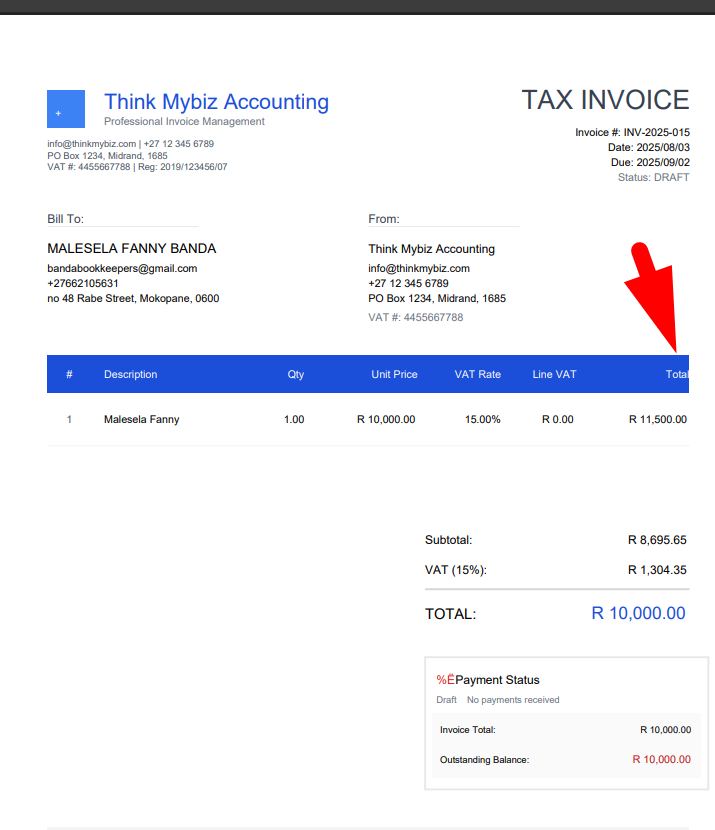 +
Think Mybiz Accounting
Professional Invoice Management
info@thinkmybiz.com | +27 12 345 6789
PO Box 1234, Midrand, 1685
VAT #: 4455667788 | Reg: 2019/123456/07
TAX INVOICE
Invoice #: INV-2025-015
Date: 2025/08/03
Due: 2025/09/02
Status: DRAFT
Bill To:
MALESELA FANNY BANDA
bandabookkeepers@gmail.com
+27662105631
no 48 Rabe Street, Mokopane, 0600
From:
Think Mybiz Accounting
info@thinkmybiz.com
+27 12 345 6789
PO Box 1234, Midrand, 1685
VAT #: 4455667788
# Description Qty Unit Price VAT Rate Line VAT Total
1 Malesela Fanny 1.00 R 10,000.00 15.00% R 0.00 R 11,500.00
Subtotal: R 8,695.65
VAT (15%): R 1,304.35
TOTAL: R 10,000.00
%ËPayment Status
Draft No payments received
Invoice Total: R 10,000.00
Outstanding Balance: R 10,000.00